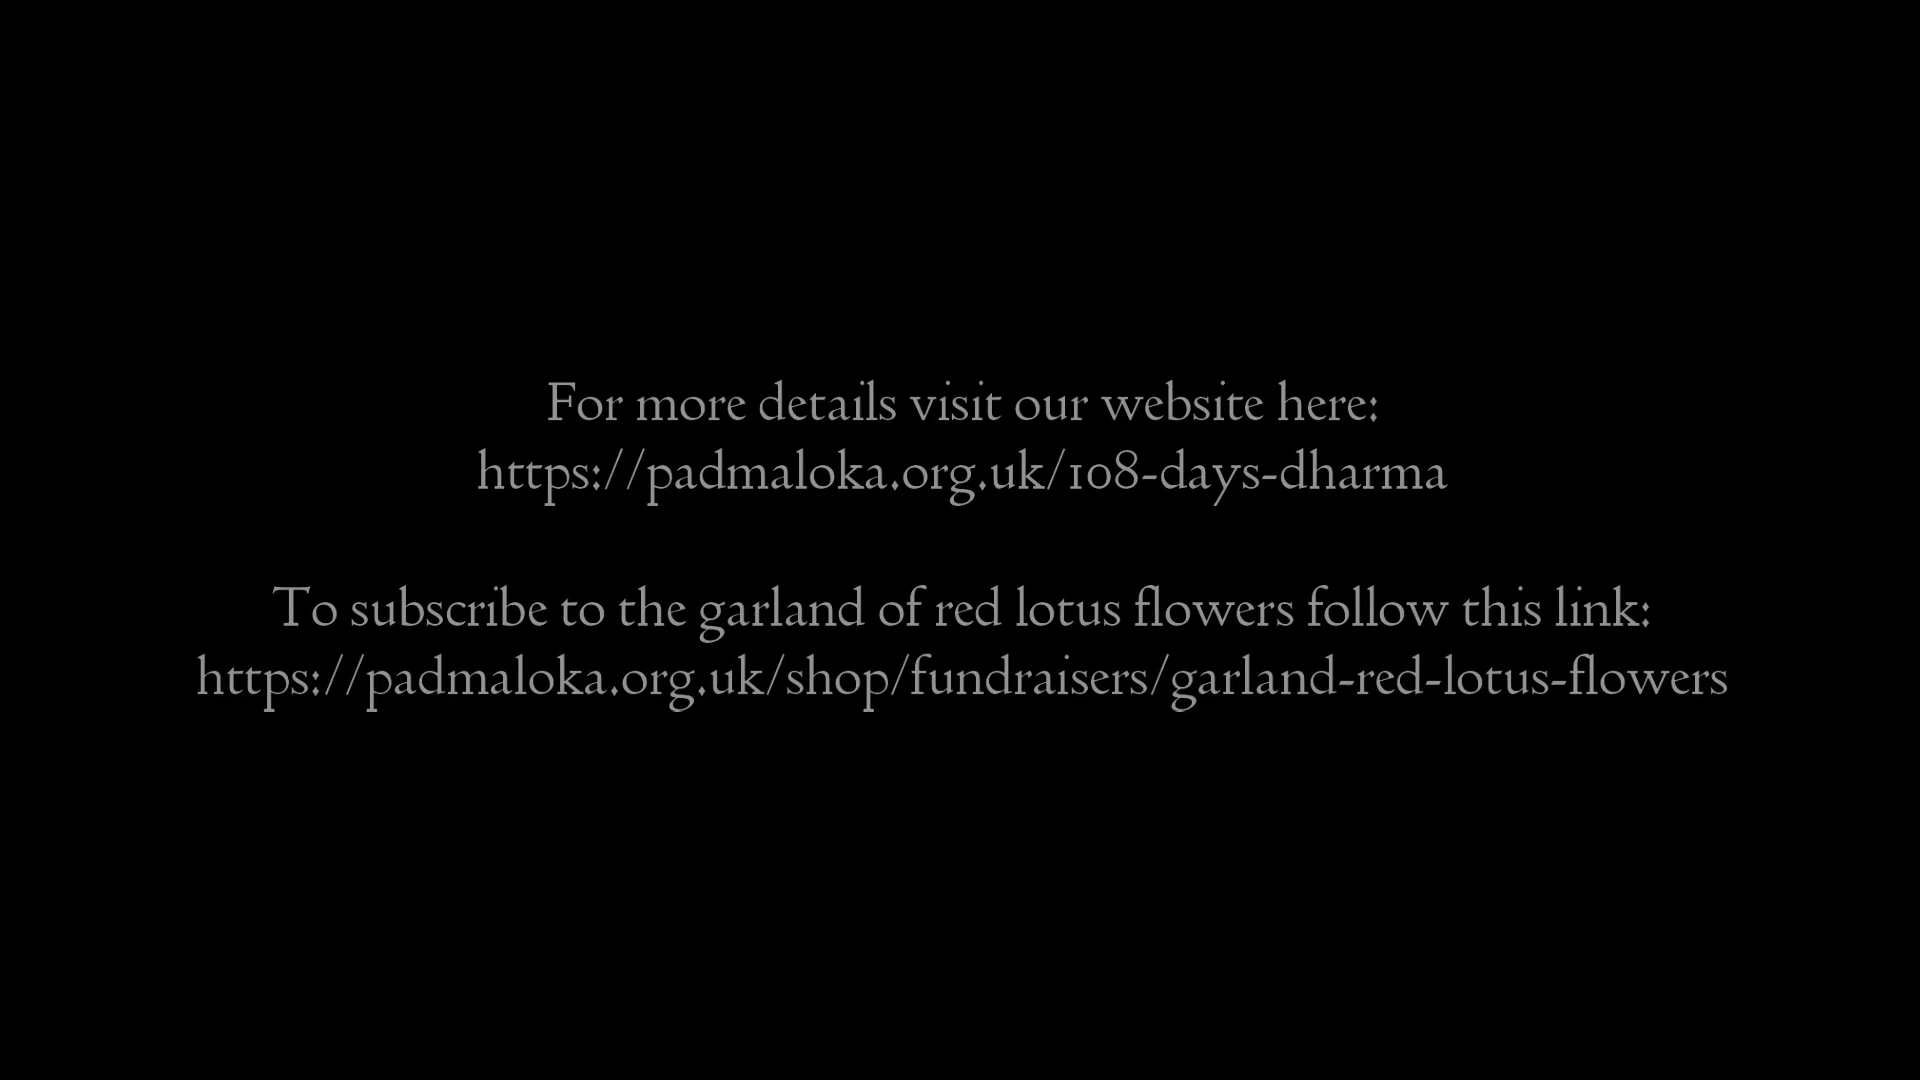 For more details visit our website here:
https://padmaloka.org.uk/108-days-dharma
To subscribe to the garland of red lotus flowers follow this link:
https://padmaloka.org.uk/shop/fundraisers/garland-red-lotus-flowers